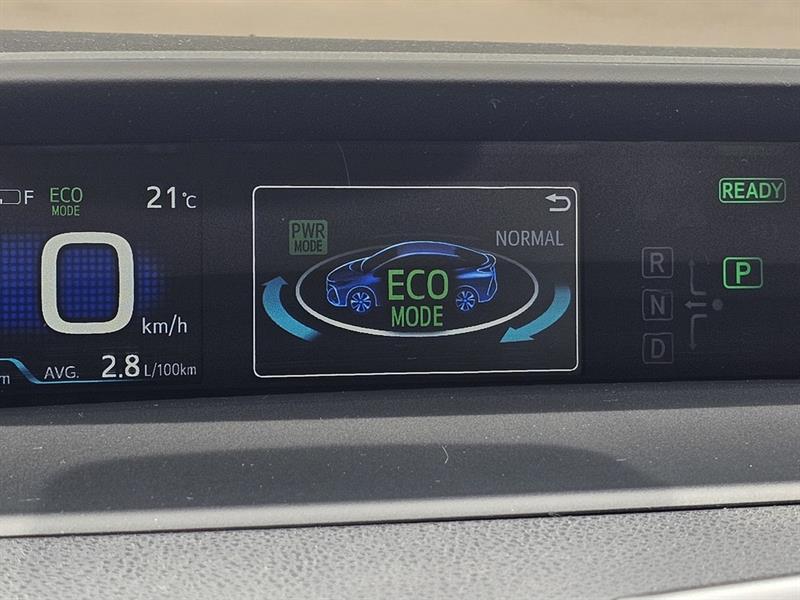 F
ECO
MODE
21°C
0
km/h
AVG. 2.8 L/100km
PWR
MODE
NORMAL
ECO
MODE
READY
R
N
D
P